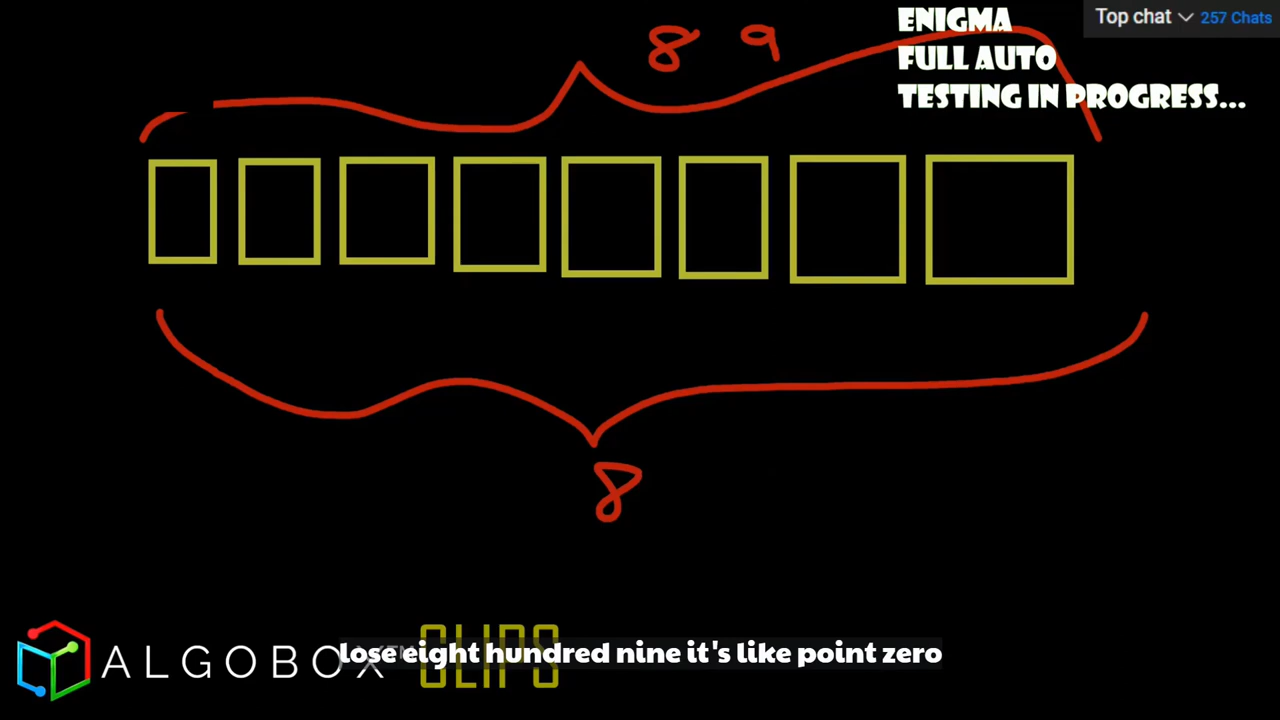 Top chat 257 Chats
ENIGMA
FULL AUTO
TESTING IN PROGRESS...
8 9
8
ALGOBOX CLIPS
lose eight hundred nine it's like point zero